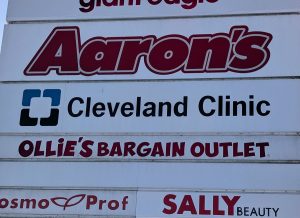 giant eagle
Aaron's
Cleveland Clinic
OLLiE'S BARGAIN OUTLET
osmo Prof
SALLY
BEAUTY